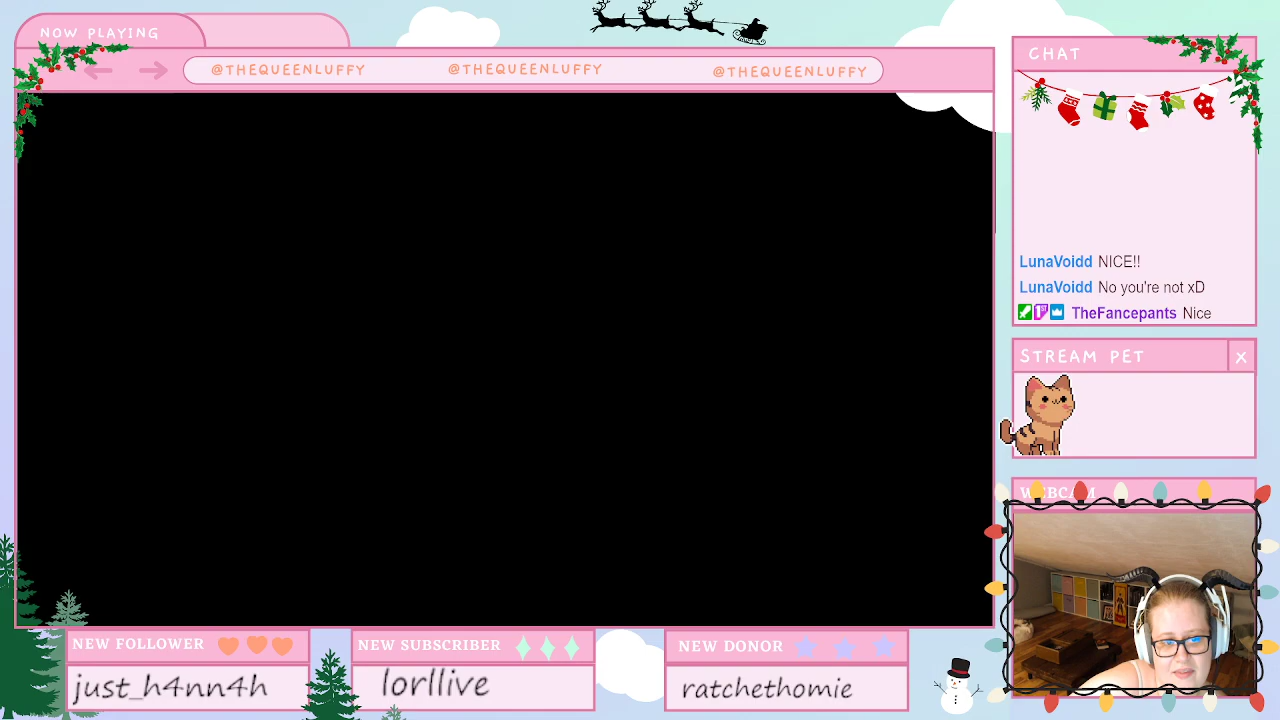 NOW PLAYING
@THEQUEENLUFFY @THEQUEENLUFFY @THEQUEENLUFFY
CHAT
LunaVoidd NICE!!
LunaVoidd No you're not xD
TheFancepants Nice
STREAM PET X
WEBCAM
NEW FOLLOWER
just_h4nn4h
NEW SUBSCRIBER
lorllive
NEW DONOR
ratchethomie